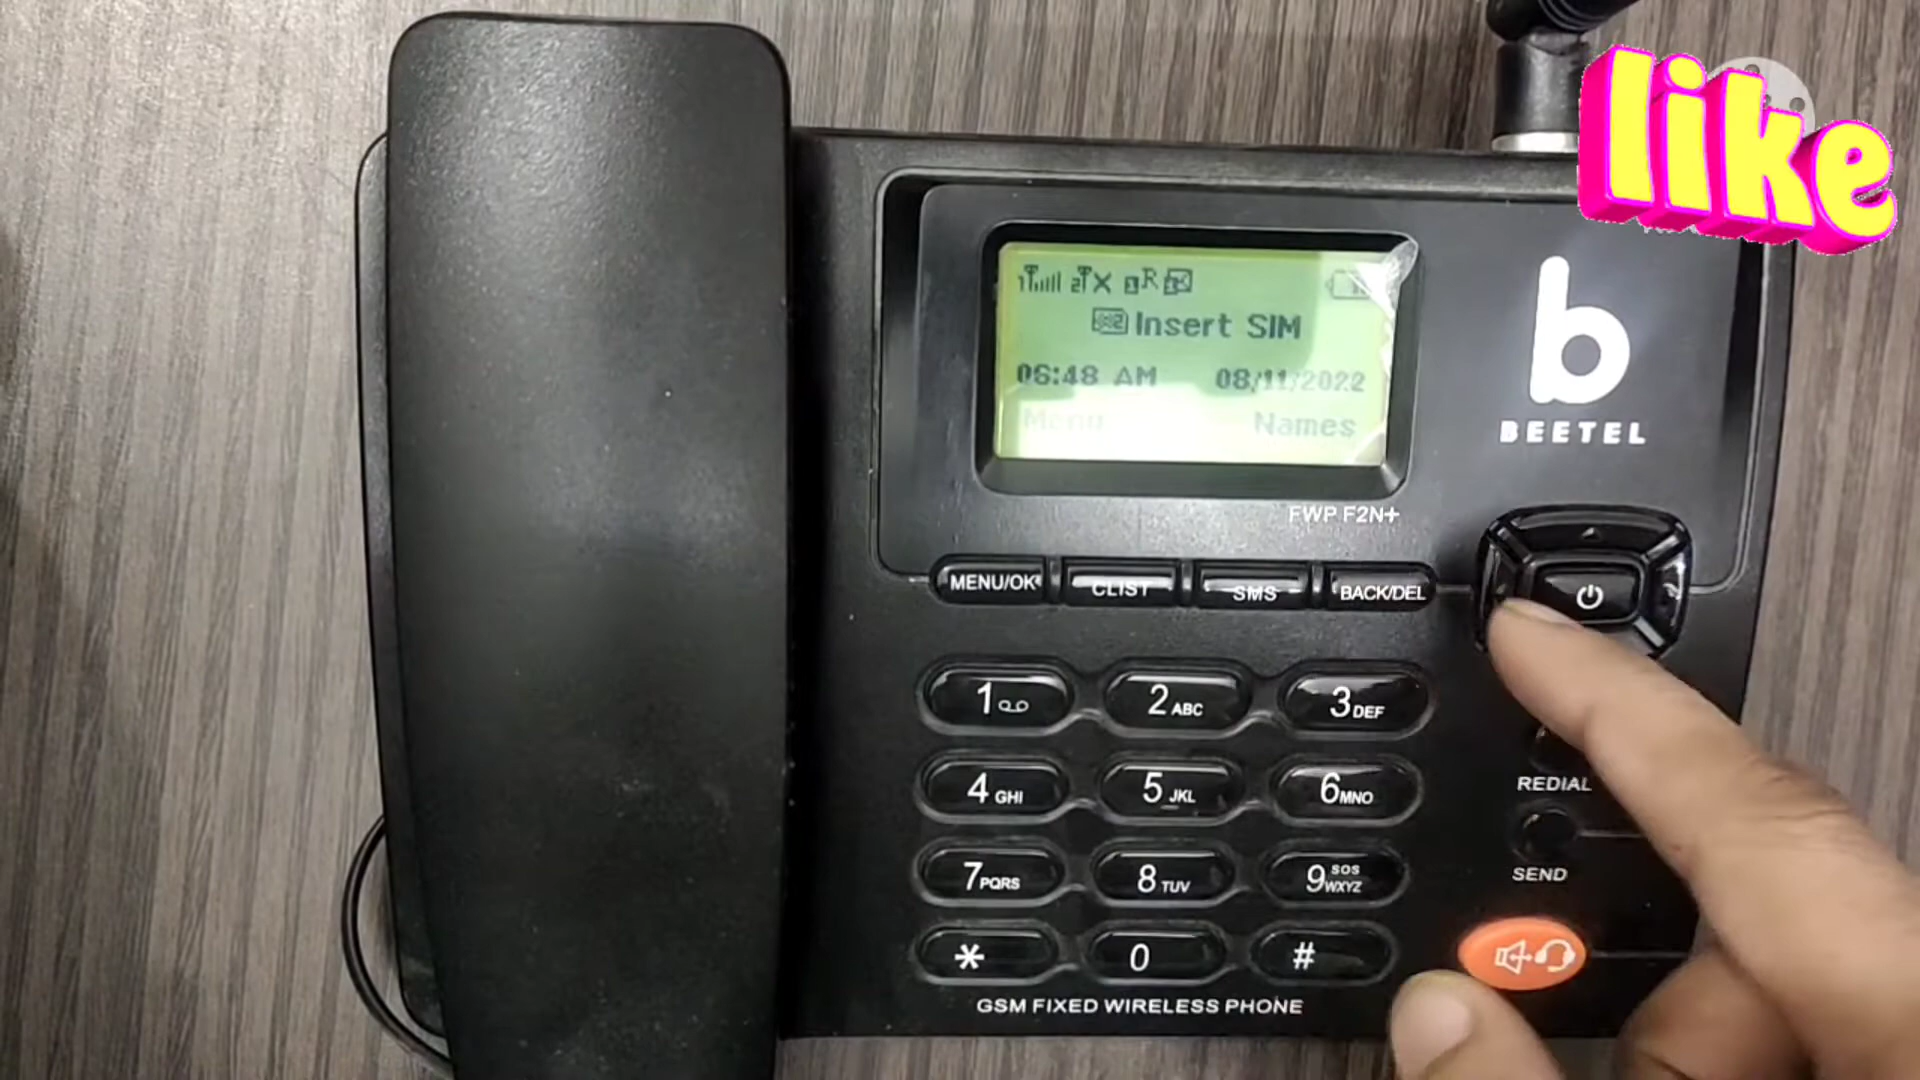 like
Insert SIM
06:48 AM 08/11/2022
Menu Names
b
BEETEL
FWP F2N+
MENU/OK CLIST SMS BACK/DEL
1 2 ABC 3 DEF
REDIAL
4 GHI 5 JKL 6 MNO
SEND
7 PQRS 8 TUV 9 SOS WXYZ
* 0 #
GSM FIXED WIRELESS PHONE